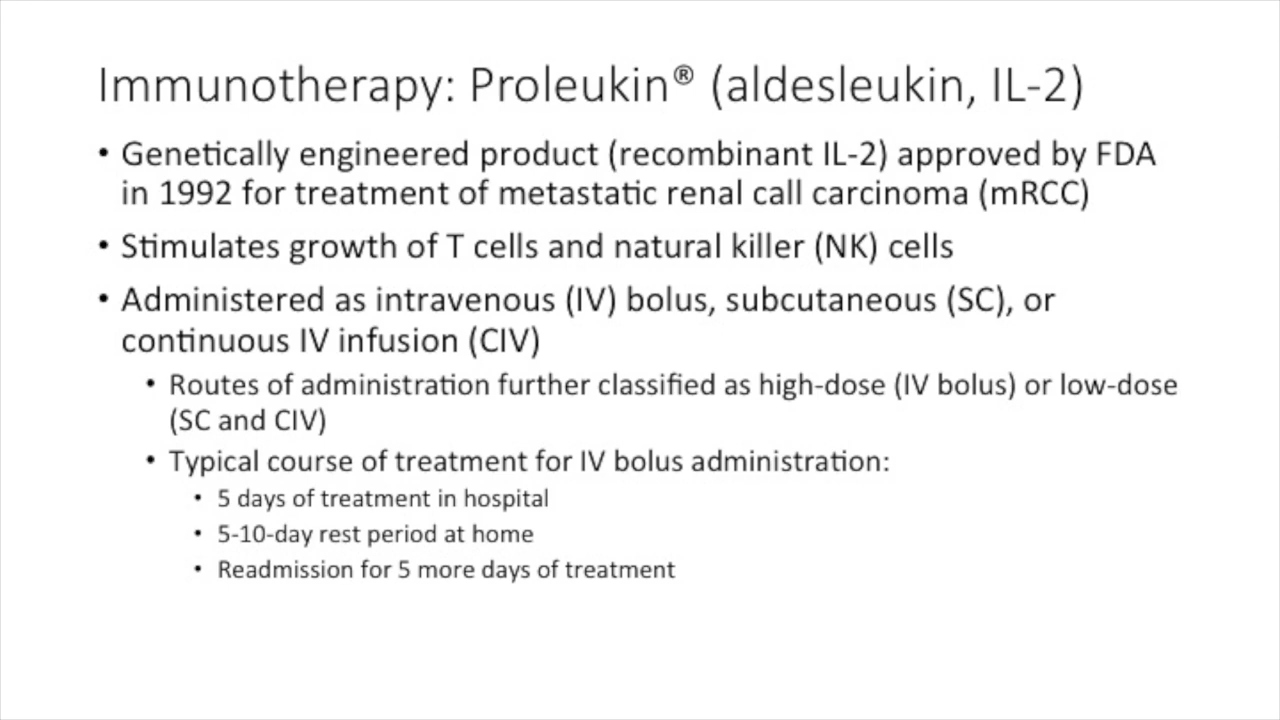 Immunotherapy: Proleukin® (aldesleukin, IL-2)
• Genetically engineered product (recombinant IL-2) approved by FDA
in 1992 for treatment of metastatic renal call carcinoma (mRCC)
• Stimulates growth of T cells and natural killer (NK) cells
• Administered as intravenous (IV) bolus, subcutaneous (SC), or
continuous IV infusion (CIV)
• Routes of administration further classified as high-dose (IV bolus) or low-dose
(SC and CIV)
• Typical course of treatment for IV bolus administration:
• 5 days of treatment in hospital
• 5-10-day rest period at home
• Readmission for 5 more days of treatment